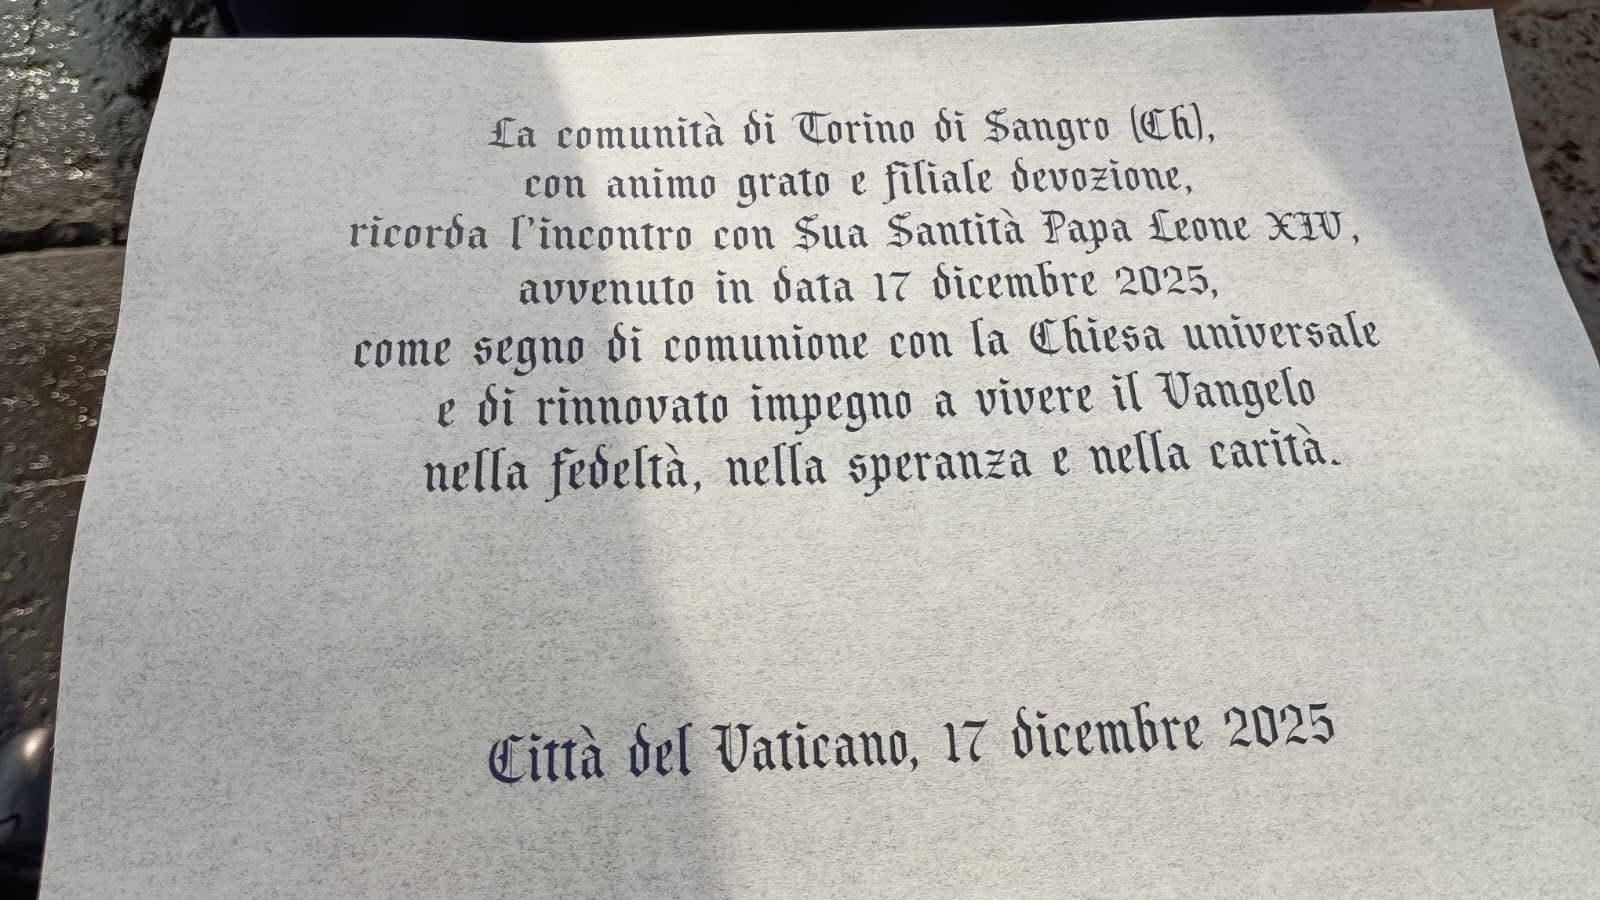 La comunità di Torino di Sangro (Ch),
con animo grato e filiale devozione,
ricorda l'incontro con Sua Santità Papa Leone XIV,
avvenuto in data 17 dicembre 2025,
come segno di comunione con la Chiesa universale
e di rinnovato impegno a vivere il Vangelo
nella fedeltà, nella speranza e nella carità.
Città del Vaticano, 17 dicembre 2025